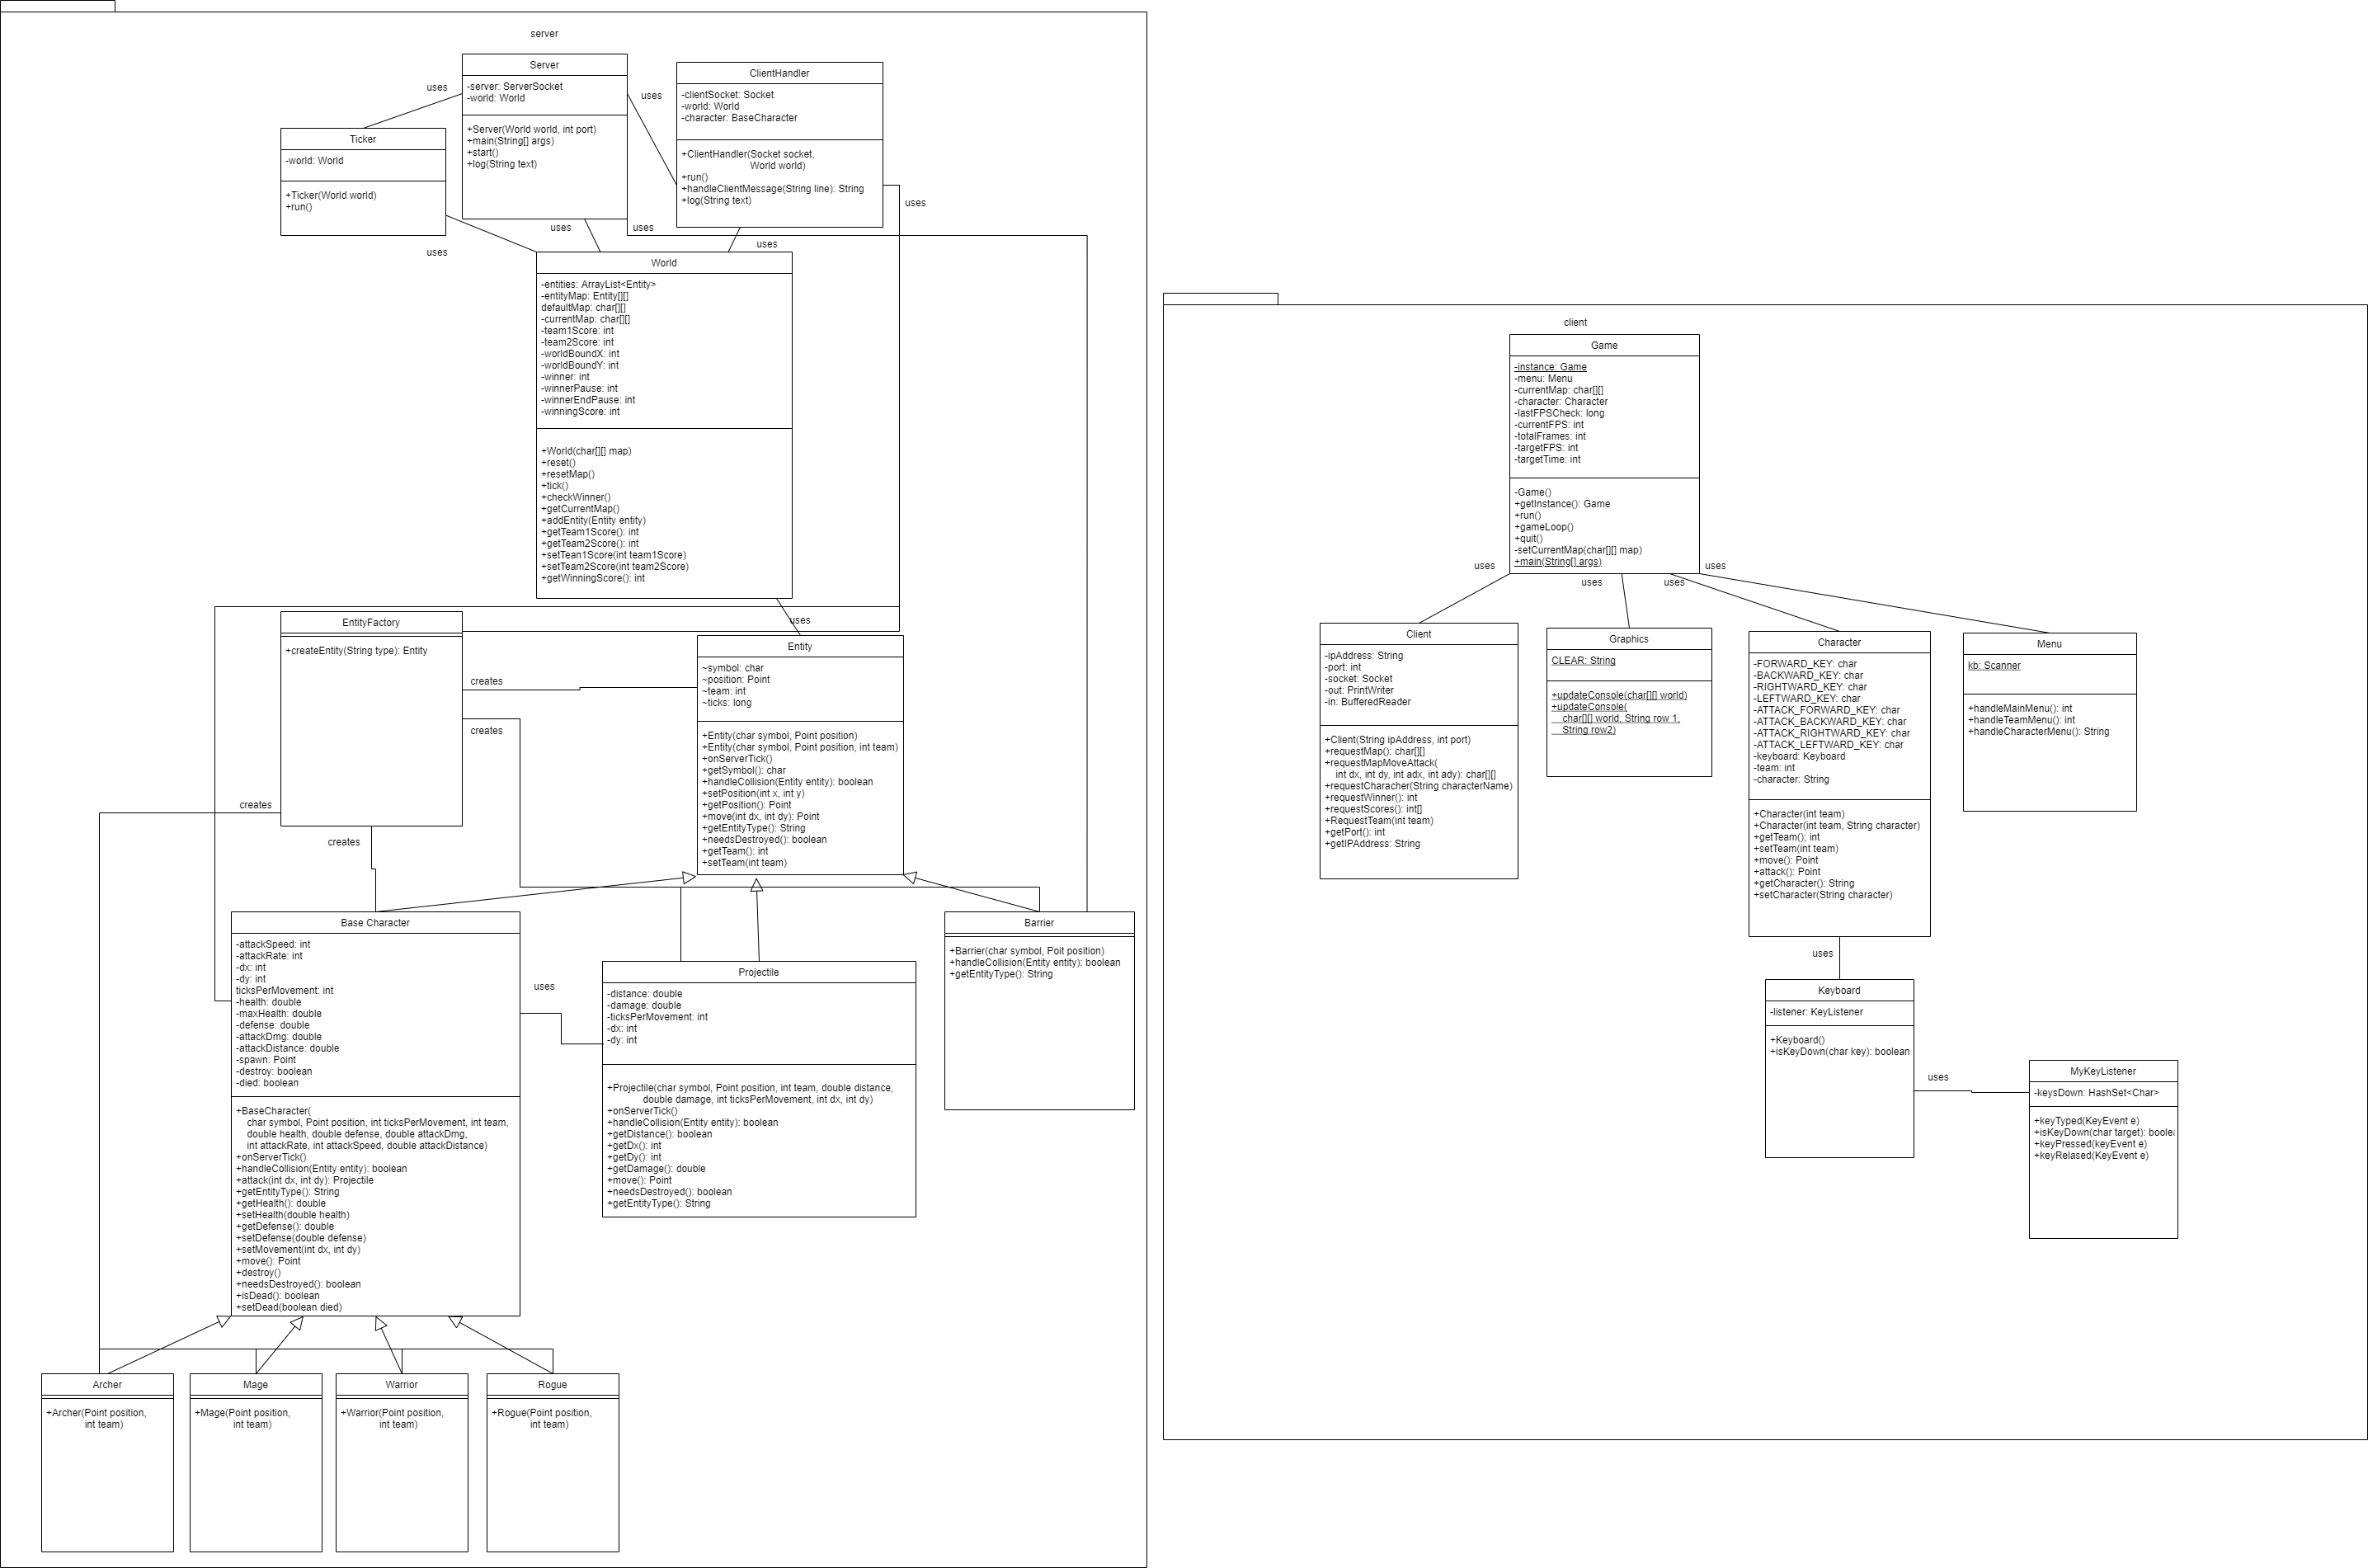 server
Server
-server: ServerSocket
-world: World
+Server(World world, int port)
+main(String[] args)
+start()
+log(String text)
uses
uses
ClientHandler
-clientSocket: Socket
-world: World
-character: BaseCharacter
+ClientHandler(Socket socket,
World world)
+run()
+handleClientMessage(String line): String
+log(String text)
Ticker
-world: World
+Ticker(World world)
+run()
uses
uses
uses
uses
uses
World
-entities: ArrayList<Entity>
-entityMap: Entity[][]
defaultMap: char[][]
-currentMap: char[][]
-team1Score: int
-team2Score: int
-worldBoundX: int
-worldBoundY: int
-winner: int
-winnerPause: int
-winnerEndPause: int
-winningScore: int
+World(char[][] map)
+reset()
+resetMap()
+tick()
+checkWinner()
+getCurrentMap()
+addEntity(Entity entity)
+getTeam1Score(): int
+getTeam2Score(): int
+setTean1Score(int team1Score)
+setTeam2Score(int team2Score)
+getWinningScore(): int
uses
EntityFactory
+createEntity(String type): Entity
creates
creates
creates
creates
Entity
~symbol: char
~position: Point
~team: int
~ticks: long
+Entity(char symbol, Point position)
+Entity(char symbol, Point position, int team)
+onServerTick()
+getSymbol(): char
+handleCollision(Entity entity): boolean
+setPosition(int x, int y)
+getPosition(): Point
+move(int dx, int dy): Point
+getEntityType(): String
+needsDestroyed(): boolean
+getTeam(): int
+setTeam(int team)
Base Character
-attackSpeed: int
-attackRate: int
-dx: int
-dy: int
ticksPerMovement: int
-health: double
-maxHealth: double
-defense: double
-attackDmg: double
-attackDistance: double
-spawn: Point
-destroy: boolean
-died: boolean
+BaseCharacter(
char symbol, Point position, int ticksPerMovement, int team,
double health, double defense, double attackDmg,
int attackRate, int attackSpeed, double attackDistance)
+onServerTick()
+handleCollision(Entity entity): boolean
+attack(int dx, int dy): Projectile
+getEntityType(): String
+getHealth(): double
+setHealth(double health)
+getDefense(): double
+setDefense(double defense)
+setMovement(int dx, int dy)
+move(): Point
+destroy()
+needsDestroyed(): boolean
+isDead(): boolean
+setDead(boolean died)
uses
Projectile
-distance: double
-damage: double
-ticksPerMovement: int
-dx: int
-dy: int
+Projectile(char symbol, Point position, int team, double distance,
double damage, int ticksPerMovement, int dx, int dy)
+onServerTick()
+handleCollision(Entity entity): boolean
+getDistance(): boolean
+getDx(): int
+getDy(): int
+getDamage(): double
+move(): Point
+needsDestroyed(): boolean
+getEntityType(): String
Barrier
+Barrier(char symbol, Poit position)
+handleCollision(Entity entity): boolean
+getEntityType(): String
Archer
+Archer(Point position,
int team)
Mage
+Mage(Point position,
int team)
Warrior
+Warrior(Point position,
int team)
Rogue
+Rogue(Point position,
int team)
client
Game
-instance: Game
-menu: Menu
-currentMap: char[][]
-character: Character
-lastFPSCheck: long
-currentFPS: int
-totalFrames: int
-targetFPS: int
-targetTime: int
-Game()
+getInstance(): Game
+run()
+gameLoop()
+quit()
-setCurrentMap(char[][] map)
+main(String[] args)
uses
uses
uses
uses
Client
-ipAddress: String
-port: int
-socket: Socket
-out: PrintWriter
-in: BufferedReader
+Client(String ipAddress, int port)
+requestMap(): char[][]
+requestMapMoveAttack(
int dx, int dy, int adx, int ady): char[][]
+requestCharacher(String characterName)
+requestWinner(): int
+requestScores(): int[]
+RequestTeam(int team)
+getPort(): int
+getIPAddress: String
Graphics
CLEAR: String
+updateConsole(char[][] world)
+updateConsole(
char[][] world, String row 1,
String row2)
Character
-FORWARD_KEY: char
-BACKWARD_KEY: char
-RIGHTWARD_KEY: char
-LEFTWARD_KEY: char
-ATTACK_FORWARD_KEY: char
-ATTACK_BACKWARD_KEY: char
-ATTACK_RIGHTWARD_KEY: char
-ATTACK_LEFTWARD_KEY: char
-keyboard: Keyboard
-team: int
-character: String
+Character(int team)
+Character(int team, String character)
+getTeam(); int
+setTeam(int team)
+move(): Point
+attack(): Point
+getCharacter(): String
+setCharacter(String character)
Menu
kb: Scanner
+handleMainMenu(): int
+handleTeamMenu(): int
+handleCharacterMenu(): String
uses
Keyboard
-listener: KeyListener
+Keyboard()
+isKeyDown(char key): boolean
uses
MyKeyListener
-keysDown: HashSet<Char>
+keyTyped(KeyEvent e)
+isKeyDown(char target): boolea
+keyPressed(keyEvent e)
+keyRelased(KeyEvent e)